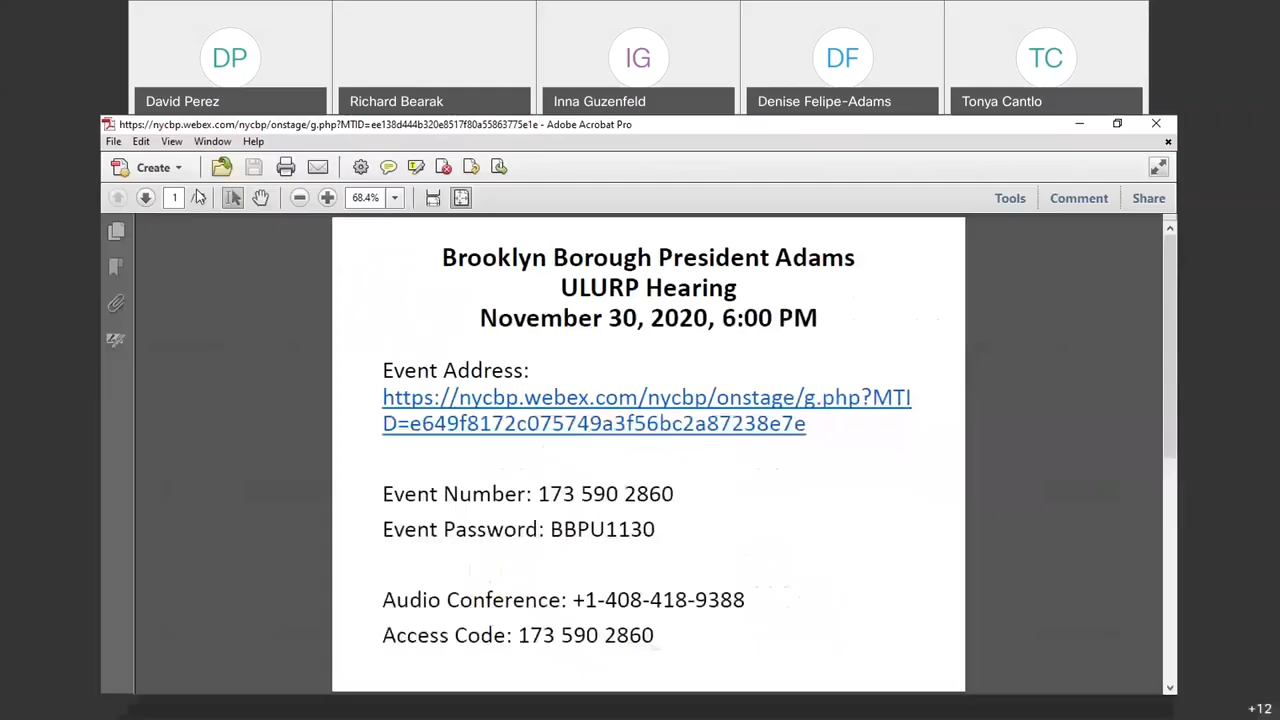 DP
IG
DF
TC
David Perez
Richard Bearak
Inna Guzenfeld
Denise Felipe-Adams
Tonya Cantlo
https://nycbp.webex.com/nycbp/onstage/g.php?MTID=ee138d444b320e8517f80a55863775e1e - Adobe Acrobat Pro
File Edit View Window Help
Create
1 /
68.4%
Tools
Comment
Share
Brooklyn Borough President Adams
ULURP Hearing
November 30, 2020, 6:00 PM
Event Address:
https://nycbp.webex.com/nycbp/onstage/g.php?MTI
D=e649f8172c075749a3f56bc2a87238e7e
Event Number: 173 590 2860
Event Password: BBPU1130
Audio Conference: +1-408-418-9388
Access Code: 173 590 2860
+12